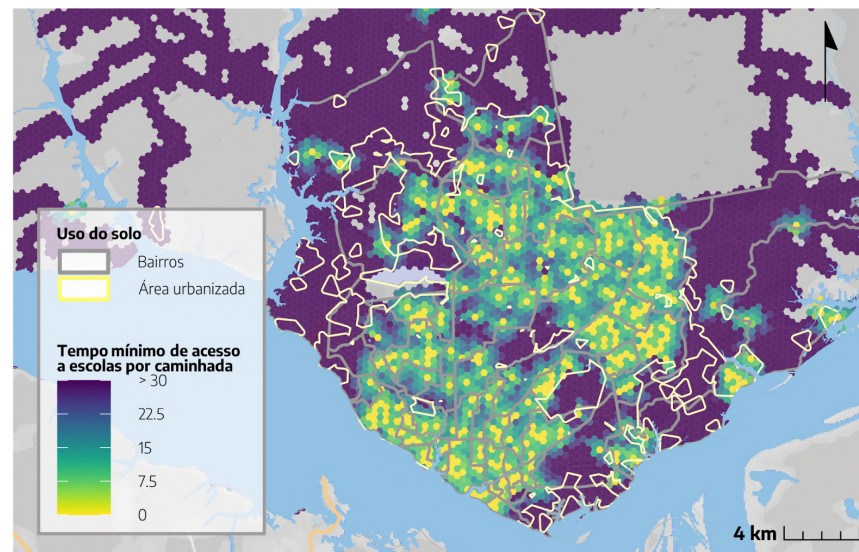 Uso do solo
Bairros
Área urbanizada
Tempo mínimo de acesso
a escolas por caminhada
> 30
22.5
15
7.5
0
4 km